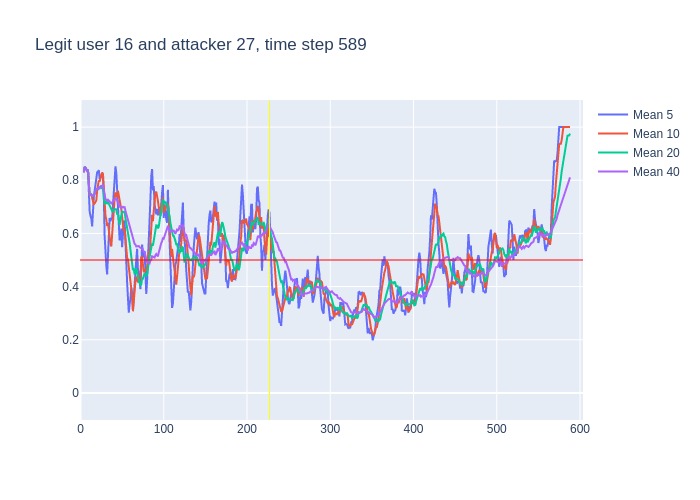 Legit user 16 and attacker 27, time step 589
Mean 5
Mean 10
Mean 20
Mean 40
1
0.8
0.6
0.4
0.2
0
0 100 200 300 400 500 600